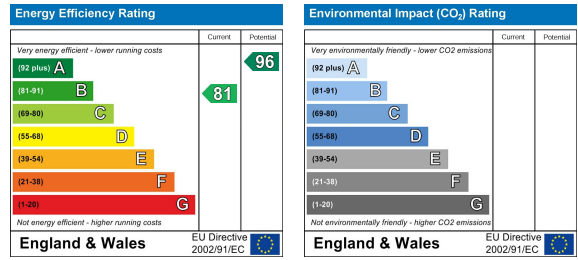 Energy Efficiency Rating
Current Potential
Very energy efficient - lower running costs
(92 plus) A
96
(81-91) B
81
(69-80) C
(55-68) D
(39-54) E
(21-38) F
(1-20) G
Not energy efficient - higher running costs
England & Wales
EU Directive
2002/91/EC
Environmental Impact (CO₂) Rating
Current Potential
Very environmentally friendly - lower CO2 emissions
(92 plus) A
(81-91) B
(69-80) C
(55-68) D
(39-54) E
(21-38) F
(1-20) G
Not environmentally friendly - higher CO2 emissions
England & Wales
EU Directive
2002/91/EC